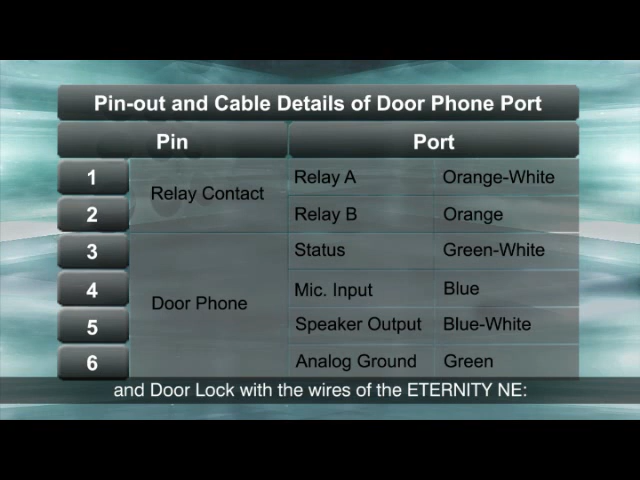 Pin-out and Cable Details of Door Phone Port
Pin Port
1 Relay Contact Relay A Orange-White
2 Relay B Orange
3 Door Phone Status Green-White
4 Mic. Input Blue
5 Speaker Output Blue-White
6 Analog Ground Green
and Door Lock with the wires of the ETERNITY NE: